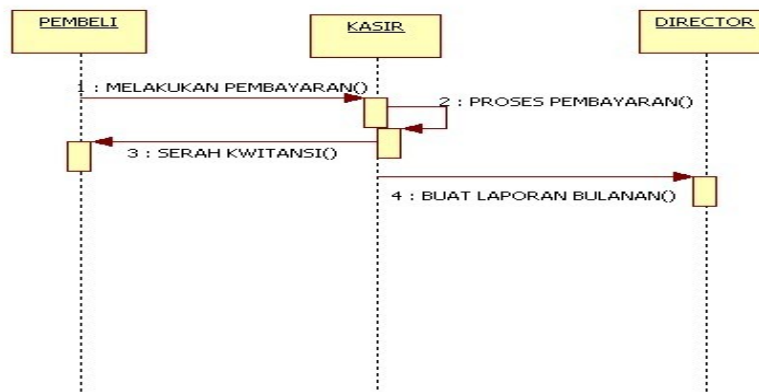 PEMBELI
KASIR
DIRECTOR
1 : MELAKUKAN PEMBAYARAN()
2 : PROSES PEMBAYARAN()
3 : SERAH KWITANSI()
4 : BUAT LAPORAN BULANAN()